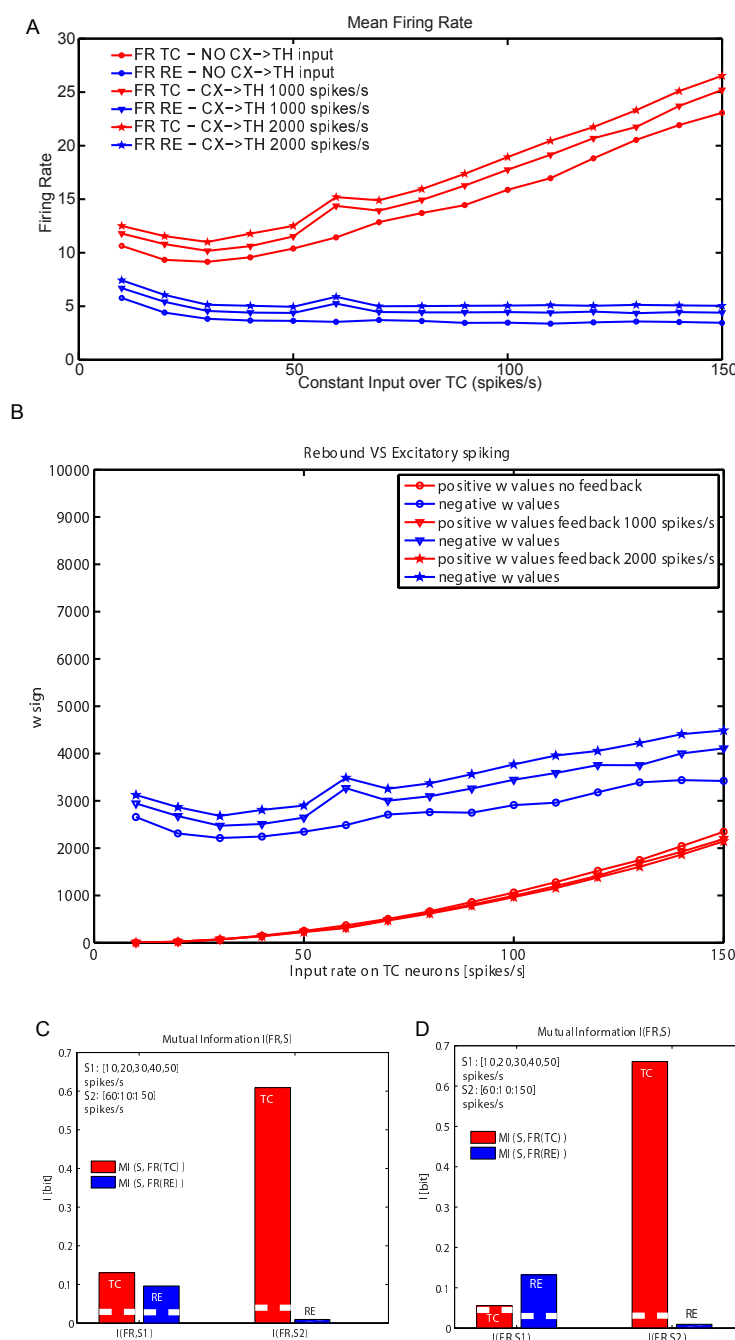 A
Mean Firing Rate
30
25
20
15
10
5
0
Firing Rate
FR TC − NO CX−>TH input
FR RE − NO CX−>TH input
FR TC − CX−>TH 1000 spikes/s
FR RE − CX−>TH 1000 spikes/s
FR TC − CX−>TH 2000 spikes/s
FR RE − CX−>TH 2000 spikes/s
0 50 100 150
Constant Input over TC (spikes/s)
B
Rebound VS Excitatory spiking
10000
9000
8000
7000
6000
5000
4000
3000
2000
1000
0
w sign
positive w values no feedback
negative w values
positive w values feedback 1000 spikes/s
negative w values
positive w values feedback 2000 spikes/s
negative w values
0 50 100 150
Input rate on TC neurons [spikes/s]
C
Mutual Information I(FR,S)
0.7
0.6
0.5
0.4
0.3
0.2
0.1
0
I [bit]
S1: [10,20,30,40,50]
spikes/s
S2: [60:10:150]
spikes/s
MI (S, FR(TC) )
MI (S, FR(RE) )
TC
RE
TC
RE
I(FR,S1)
I(FR,S2)
D
Mutual Information I(FR,S)
0.7
0.6
0.5
0.4
0.3
0.2
0.1
0
I [bit]
S1: [10,20,30,40,50]
spikes/s
S2: [60:10:150]
spikes/s
MI (S, FR(TC) )
MI (S, FR(RE) )
TC
RE
TC
RE
I(FR,S1)
I(FR,S2)